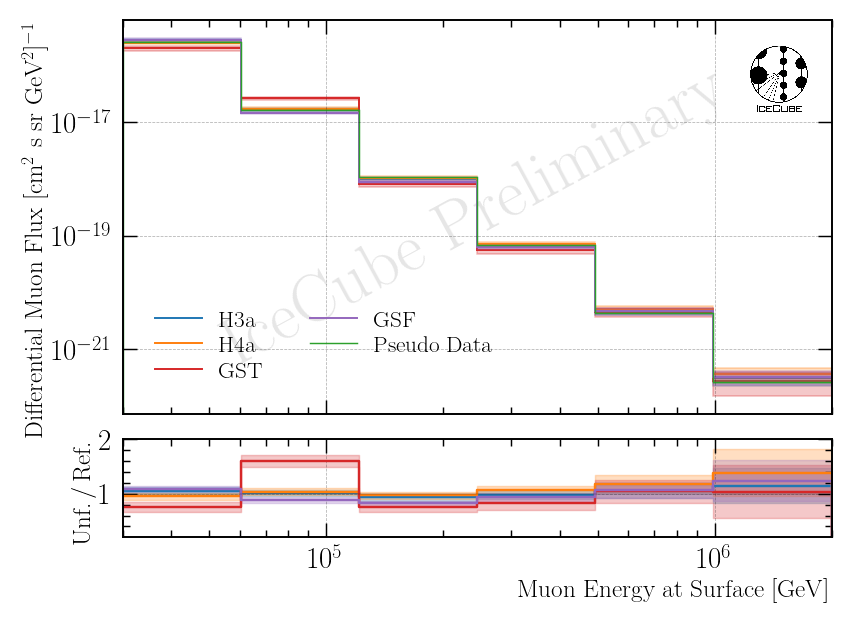 Differential Muon Flux [cm² s sr GeV²]⁻¹
10⁻¹⁷
10⁻¹⁹
10⁻²¹
IceCube Preliminary
ICECUBE
H3a
H4a
GST
GSF
Pseudo Data
Unf. / Ref.
2
1
10⁵
10⁶
Muon Energy at Surface [GeV]